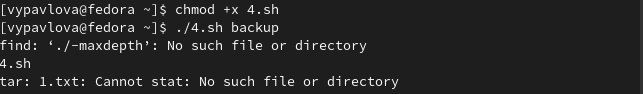 [vypavlova@fedora ~]$ chmod +x 4.sh
[vypavlova@fedora ~]$ ./4.sh backup
find: ‘./-maxdepth’: No such file or directory
4.sh
tar: 1.txt: Cannot stat: No such file or directory